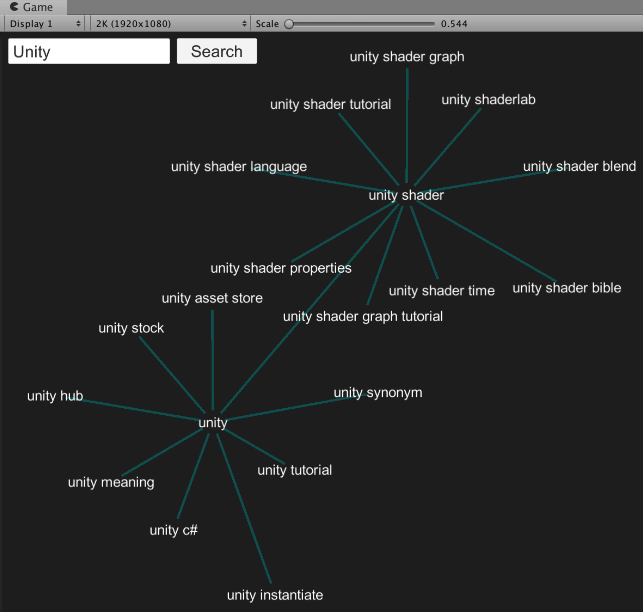 Game
Display 1
2K (1920x1080)
Scale
0.544
Unity
Search
unity shader graph
unity shader tutorial
unity shaderlab
unity shader language
unity shader blend
unity shader
unity shader properties
unity shader time
unity shader bible
unity asset store
unity shader graph tutorial
unity stock
unity hub
unity synonym
unity
unity tutorial
unity meaning
unity c#
unity instantiate